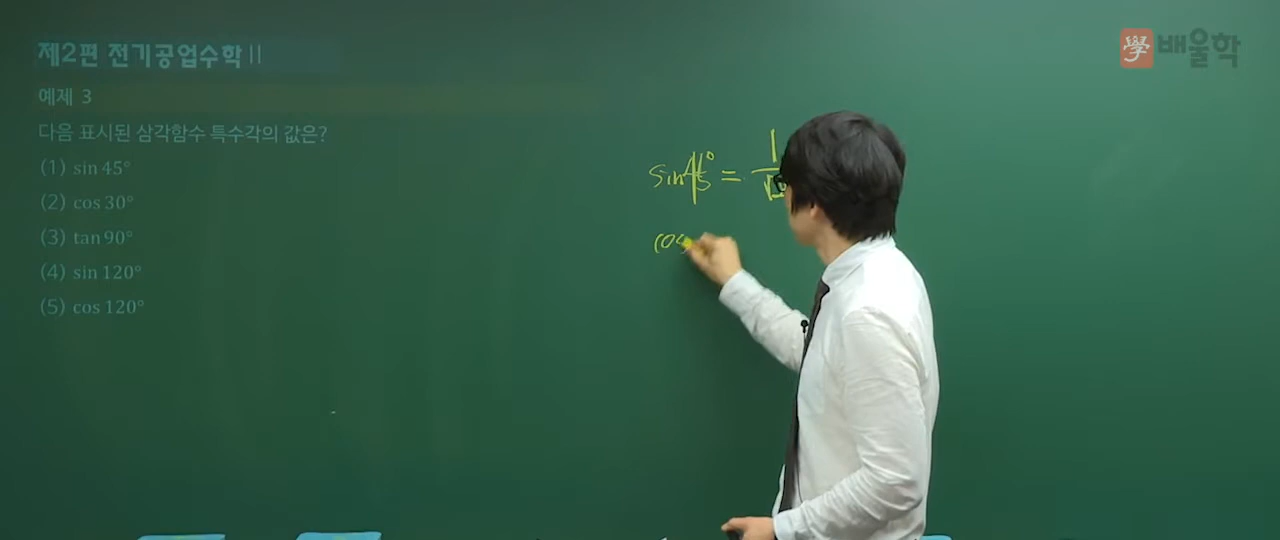 제2편 전기공업수학 II
學 배울학
예제 3
다음 표시된 삼각함수 특수각의 값은?
(1) sin 45°
(2) cos 30°
(3) tan 90°
(4) sin 120°
(5) cos 120°
sin45° = 1/√2
cos